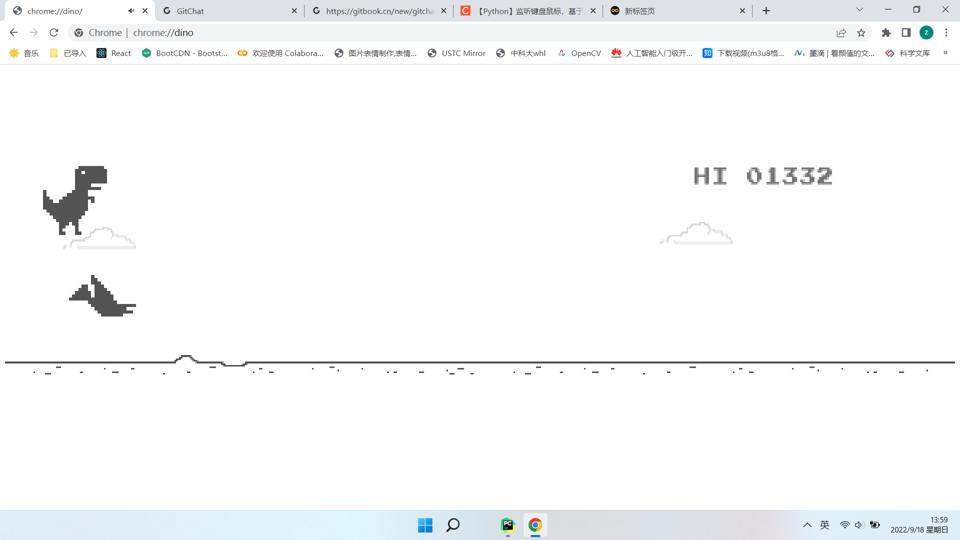 chrome://dino/
GitChat
https://gitbook.cn/new/gitcha
【Python】监听键盘鼠标，基于
新标签页
Chrome | chrome://dino
Z
音乐
已导入
React
BootCDN - Bootst...
欢迎使用 Colabora...
图片表情制作,表情...
USTC Mirror
中科大whl
OpenCV
人工智能入门极开...
知
下载视频(m3u8格...
墨滴 | 看颜值的文...
科学文库
»
HI 01332
PC
英
13:59
2022/9/18 星期日